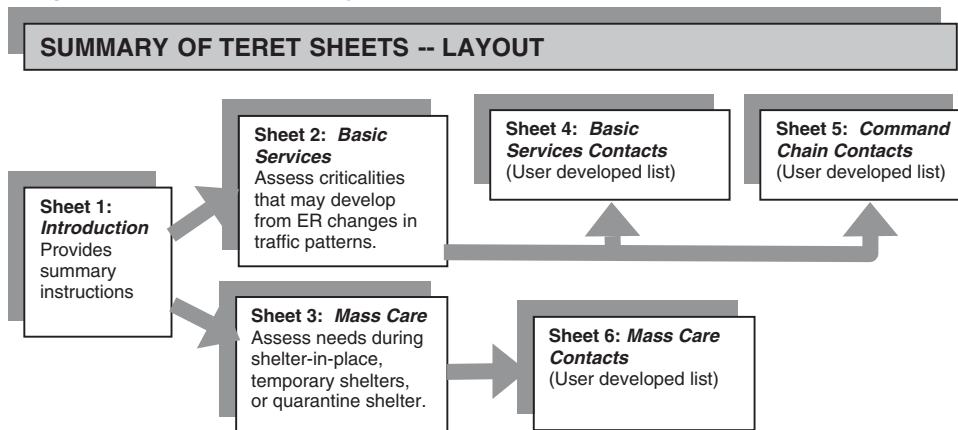 SUMMARY OF TERET SHEETS -- LAYOUT
Sheet 1:
Introduction
Provides
summary
instructions
Sheet 2: Basic
Services
Assess criticalities
that may develop
from ER changes in
traffic patterns.
Sheet 4: Basic
Services Contacts
(User developed list)
Sheet 5: Command
Chain Contacts
(User developed list)
Sheet 3: Mass Care
Assess needs during
shelter-in-place,
temporary shelters,
or quarantine shelter.
Sheet 6: Mass Care
Contacts
(User developed list)